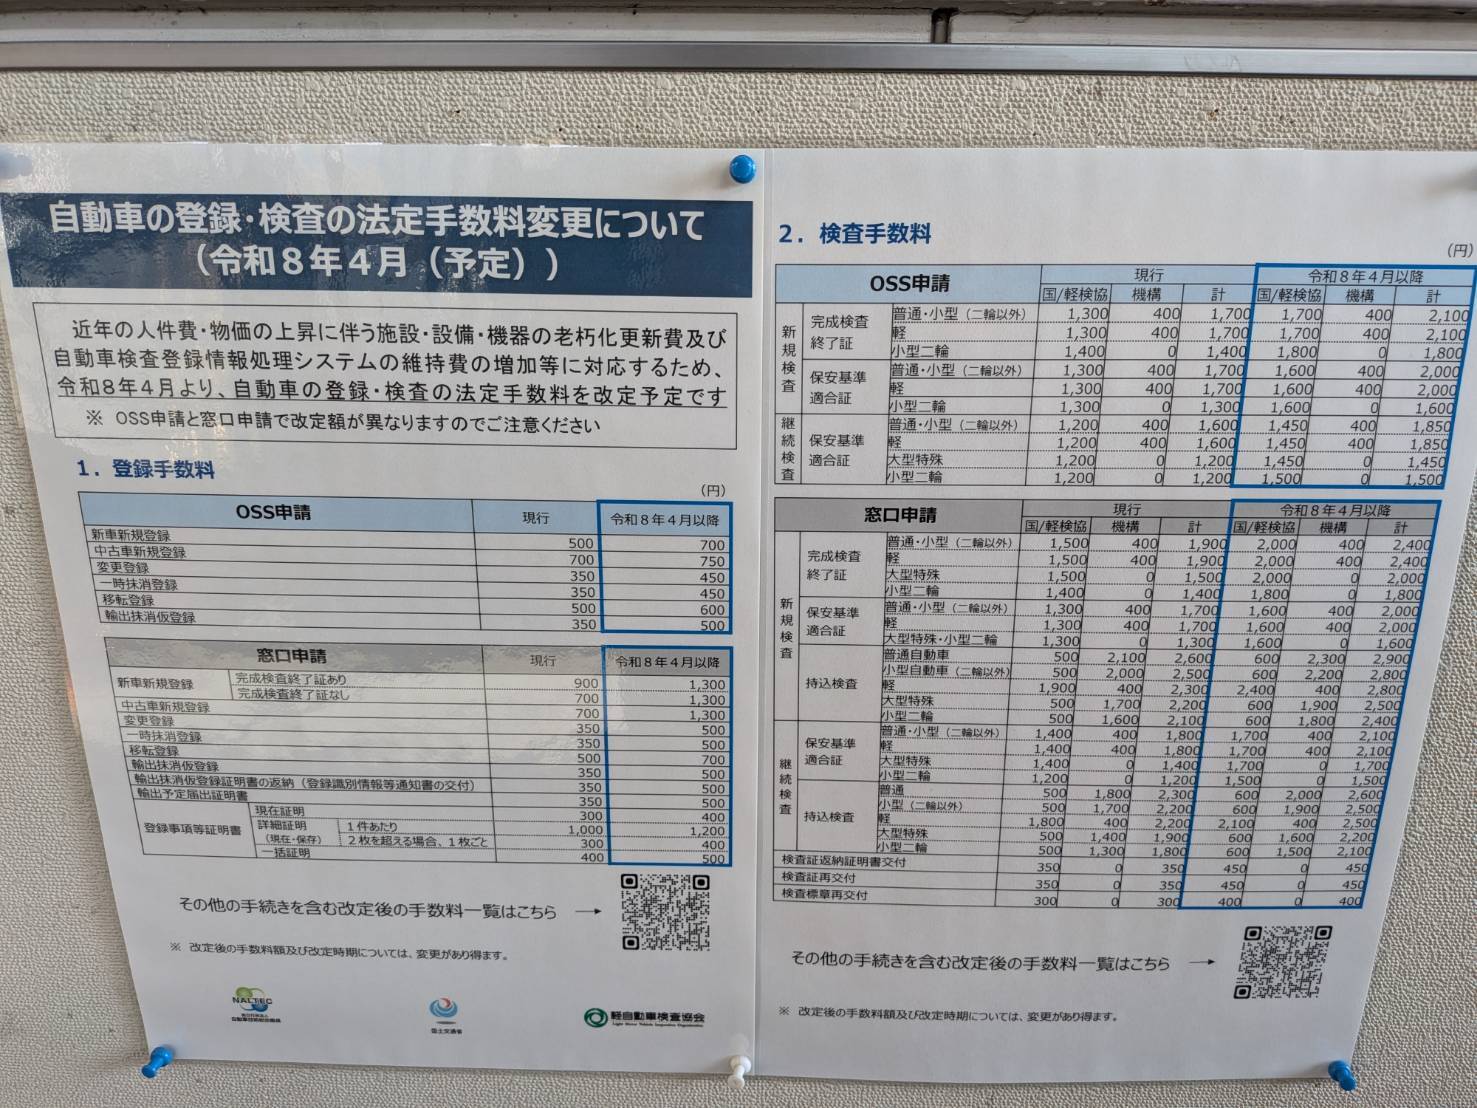 自動車の登録・検査の法定手数料変更について
（令和８年４月（予定））
近年の人件費・物価の上昇に伴う施設・設備・機器の老朽化更新費及び
自動車検査登録情報処理システムの維持費の増加等に対応するため、
令和8年４月より、自動車の登録・検査の法定手数料を改定予定です
※ OSS申請と窓口申請で改定額が異なりますのでご注意ください
１．登録手数料
（円）
OSS申請 現行 令和８年４月以降
新車新規登録 500 700
中古車新規登録 700 750
変更登録 350 450
一時抹消登録 350 450
移転登録 500 600
輸出抹消仮登録 350 500
窓口申請 現行 令和８年４月以降
新車新規登録 完成検査終了証あり 900 1,300
完成検査終了証なし 700 1,300
中古車新規登録 700 1,300
変更登録 350 500
一時抹消登録 350 500
移転登録 500 700
輸出抹消仮登録 350 500
輸出抹消仮登録証明書の返納（登録識別情報等通知書の交付） 350 500
輸出予定届出証明書 350 500
登録事項等証明書 現在証明 300 400
詳細証明（現在・保存） １件あたり 1,000 1,200
２枚を超える場合、１枚ごと 300 400
一括証明 400 500
その他の手続きを含む改定後の手数料一覧はこちら →
※ 改定後の手数料額及び改定時期については、変更があり得ます。
NALTEC
国土交通省
軽自動車検査協会
２．検査手数料
（円）
OSS申請 現行 令和８年４月以降
国/軽検協 機構 計 国/軽検協 機構 計
新規検査 完成検査終了証 普通・小型（二輪以外） 1,300 400 1,700 1,700 400 2,100
軽 1,300 400 1,700 1,700 400 2,100
小型二輪 1,400 0 1,400 1,800 0 1,800
保安基準適合証 普通・小型（二輪以外） 1,300 400 1,700 1,600 400 2,000
軽 1,300 400 1,700 1,600 400 2,000
小型二輪 1,300 0 1,300 1,600 0 1,600
継続検査 保安基準適合証 普通・小型（二輪以外） 1,200 400 1,600 1,450 400 1,850
軽 1,200 400 1,600 1,450 400 1,850
大型特殊 1,200 0 1,200 1,450 0 1,450
小型二輪 1,200 0 1,200 1,500 0 1,500
窓口申請 現行 令和８年４月以降
国/軽検協 機構 計 国/軽検協 機構 計
新規検査 完成検査終了証 普通・小型（二輪以外） 1,500 400 1,900 2,000 400 2,400
軽 1,500 400 1,900 2,000 400 2,400
大型特殊 1,500 0 1,500 2,000 0 2,000
小型二輪 1,400 0 1,400 1,800 0 1,800
保安基準適合証 普通・小型（二輪以外） 1,300 400 1,700 1,600 400 2,000
軽 1,300 400 1,700 1,600 400 2,000
大型特殊・小型二輪 1,300 0 1,300 1,600 0 1,600
持込検査 普通自動車 500 2,100 2,600 600 2,300 2,900
小型自動車（二輪以外） 500 2,000 2,500 600 2,200 2,800
軽 1,900 400 2,300 2,400 400 2,800
大型特殊 500 1,700 2,200 600 1,900 2,500
小型二輪 500 1,600 2,100 600 1,800 2,400
継続検査 保安基準適合証 普通・小型（二輪以外） 1,400 400 1,800 1,700 400 2,100
軽 1,400 400 1,800 1,700 400 2,100
大型特殊 1,400 0 1,400 1,700 0 1,700
小型二輪 1,200 0 1,200 1,500 0 1,500
持込検査 普通 500 1,800 2,300 600 2,000 2,600
小型（二輪以外） 500 1,700 2,200 600 1,900 2,500
軽 1,800 400 2,200 2,100 400 2,500
大型特殊 500 1,400 1,900 600 1,600 2,200
小型二輪 500 1,300 1,800 600 1,500 2,100
検査証返納証明書交付 350 0 350 450 0 450
検査証再交付 350 0 350 450 0 450
検査標章再交付 300 0 300 400 0 400
その他の手続きを含む改定後の手数料一覧はこちら →
※ 改定後の手数料額及び改定時期については、変更があり得ます。